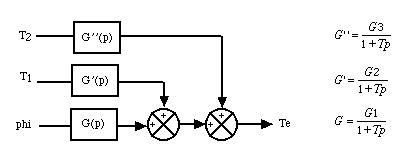 T2 G''(p) G'' = G3 / 1+Tp
T1 G'(p) G' = G2 / 1+Tp
phi G(p) + + + + Te G = G1 / 1+Tp